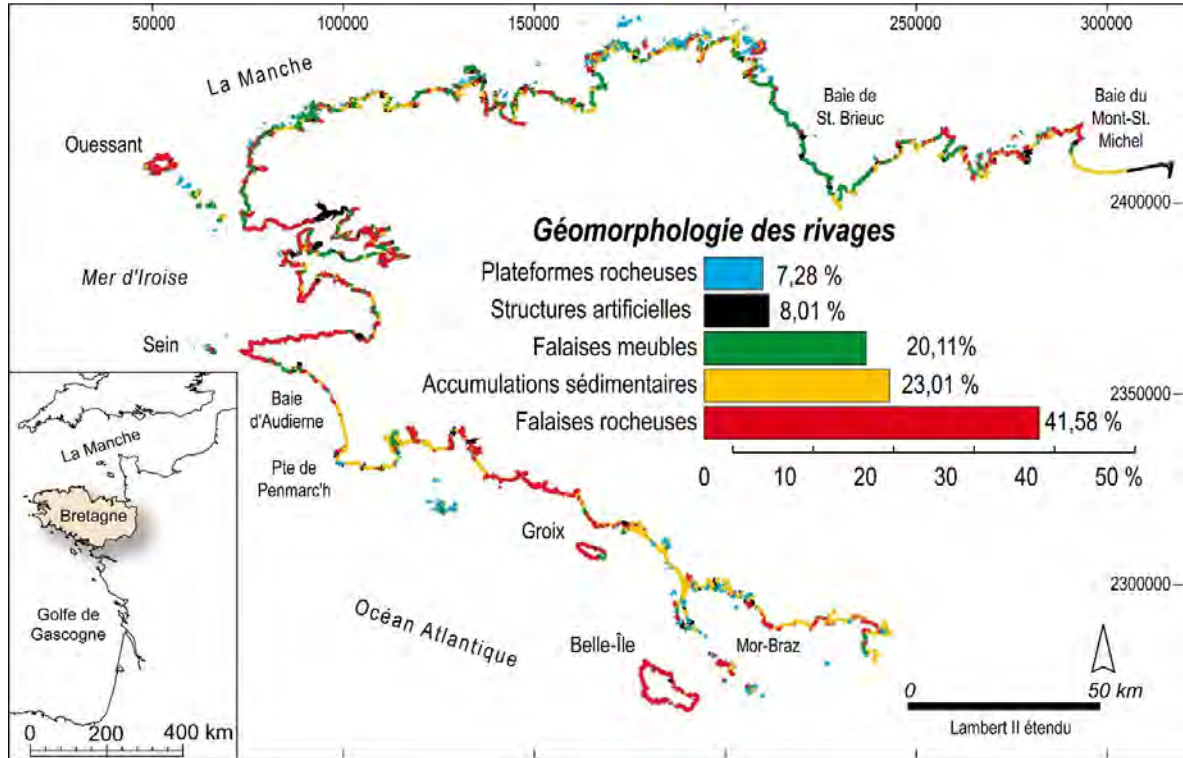 50000
100000
150000
250000
300000
La Manche
Baie de
St. Brieuc
Baie du
Mont-St.
Michel
Ouessant
2400000
Géomorphologie des rivages
Plateformes rocheuses
7,28 %
Mer d'Iroise
Structures artificielles
8,01 %
Sein
Falaises meubles
20,11%
Accumulations sédimentaires
23,01 %
Falaises rocheuses
41,58 %
0 10 20 30 40 50 %
2350000
Baie
d'Audierne
Pte de
Penmarc'h
Groix
2300000
Océan Atlantique
Belle-Île
Mor-Braz
0
50 km
Lambert II étendu
La Manche
Bretagne
Golfe de
Gascogne
0 200 400 km